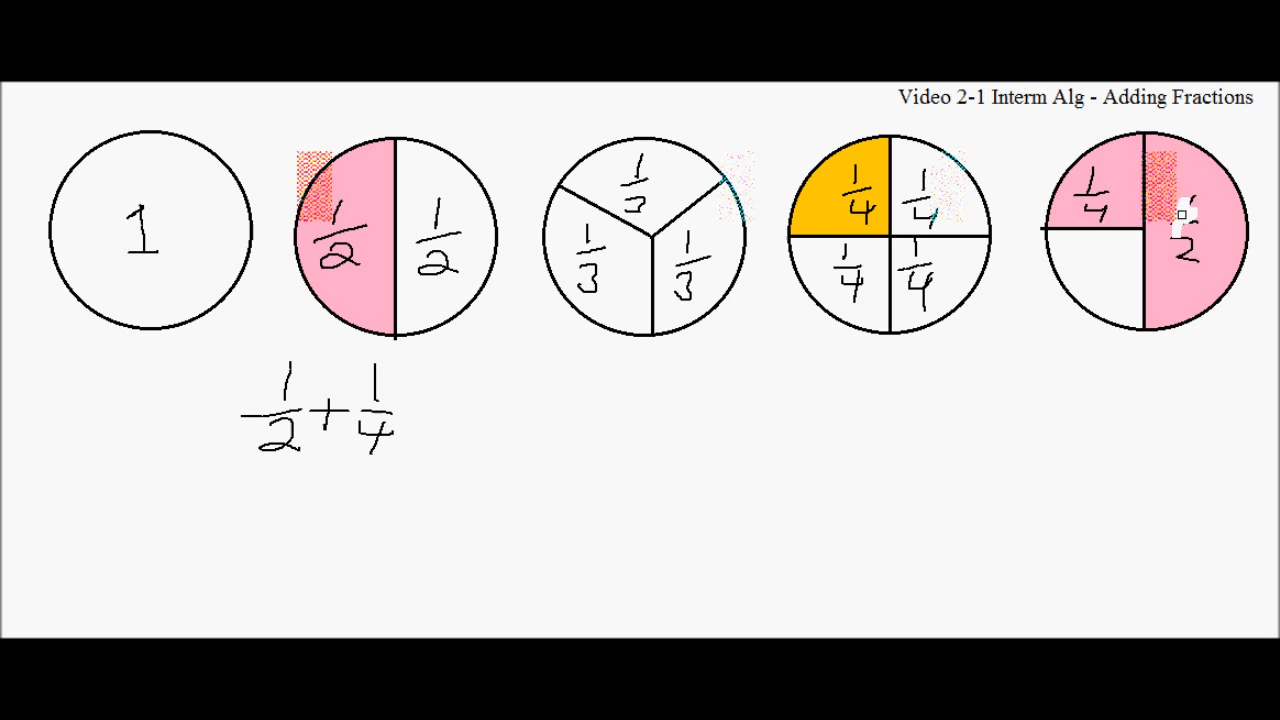 Video 2-1 Interm Alg - Adding Fractions
1
1/2 1/2
1/3 1/3 1/3
1/4 1/4 1/4 1/4
1/4 1/2
1/2 + 1/4